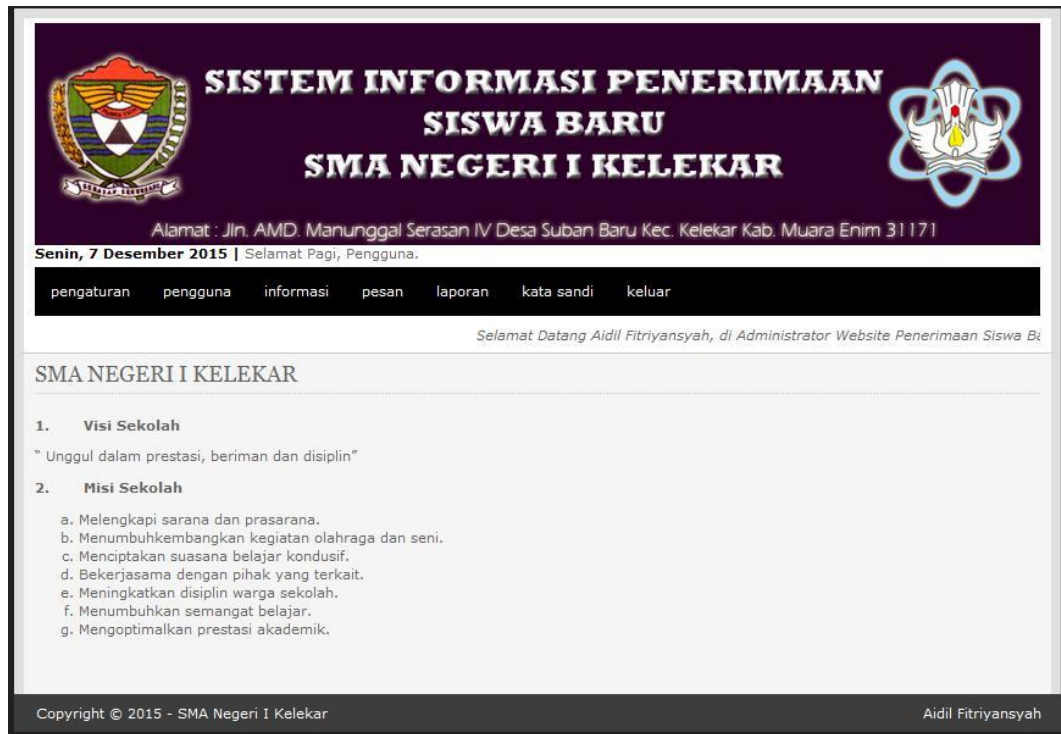 SISTEM INFORMASI PENERIMAAN
SISWA BARU
SMA NEGERI I KELEKAR
Alamat : Jln. AMD. Manunggal Serasan IV Desa Suban Baru Kec. Kelekar Kab. Muara Enim 31171
Senin, 7 Desember 2015 | Selamat Pagi, Pengguna.
pengaturan pengguna informasi pesan laporan kata sandi keluar
Selamat Datang Aidil Fitriyansyah, di Administrator Website Penerimaan Siswa Ba
SMA NEGERI I KELEKAR
1. Visi Sekolah
“ Unggul dalam prestasi, beriman dan disiplin”
2. Misi Sekolah
a. Melengkapi sarana dan prasarana.
b. Menumbuhkembangkan kegiatan olahraga dan seni.
c. Menciptakan suasana belajar kondusif.
d. Bekerjasama dengan pihak yang terkait.
e. Meningkatkan disiplin warga sekolah.
f. Menumbuhkan semangat belajar.
g. Mengoptimalkan prestasi akademik.
Copyright © 2015 - SMA Negeri I Kelekar Aidil Fitriyansyah